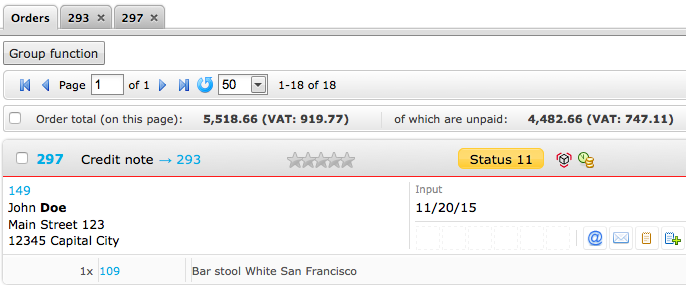 Orders 293 × 297 ×
Group function
Page 1 of 1 50 1-18 of 18
Order total (on this page): 5,518.66 (VAT: 919.77) of which are unpaid: 4,482.66 (VAT: 747.11)
297 Credit note → 293 Status 11
149 Input
John Doe 11/20/15
Main Street 123
12345 Capital City
1x 109 Bar stool White San Francisco